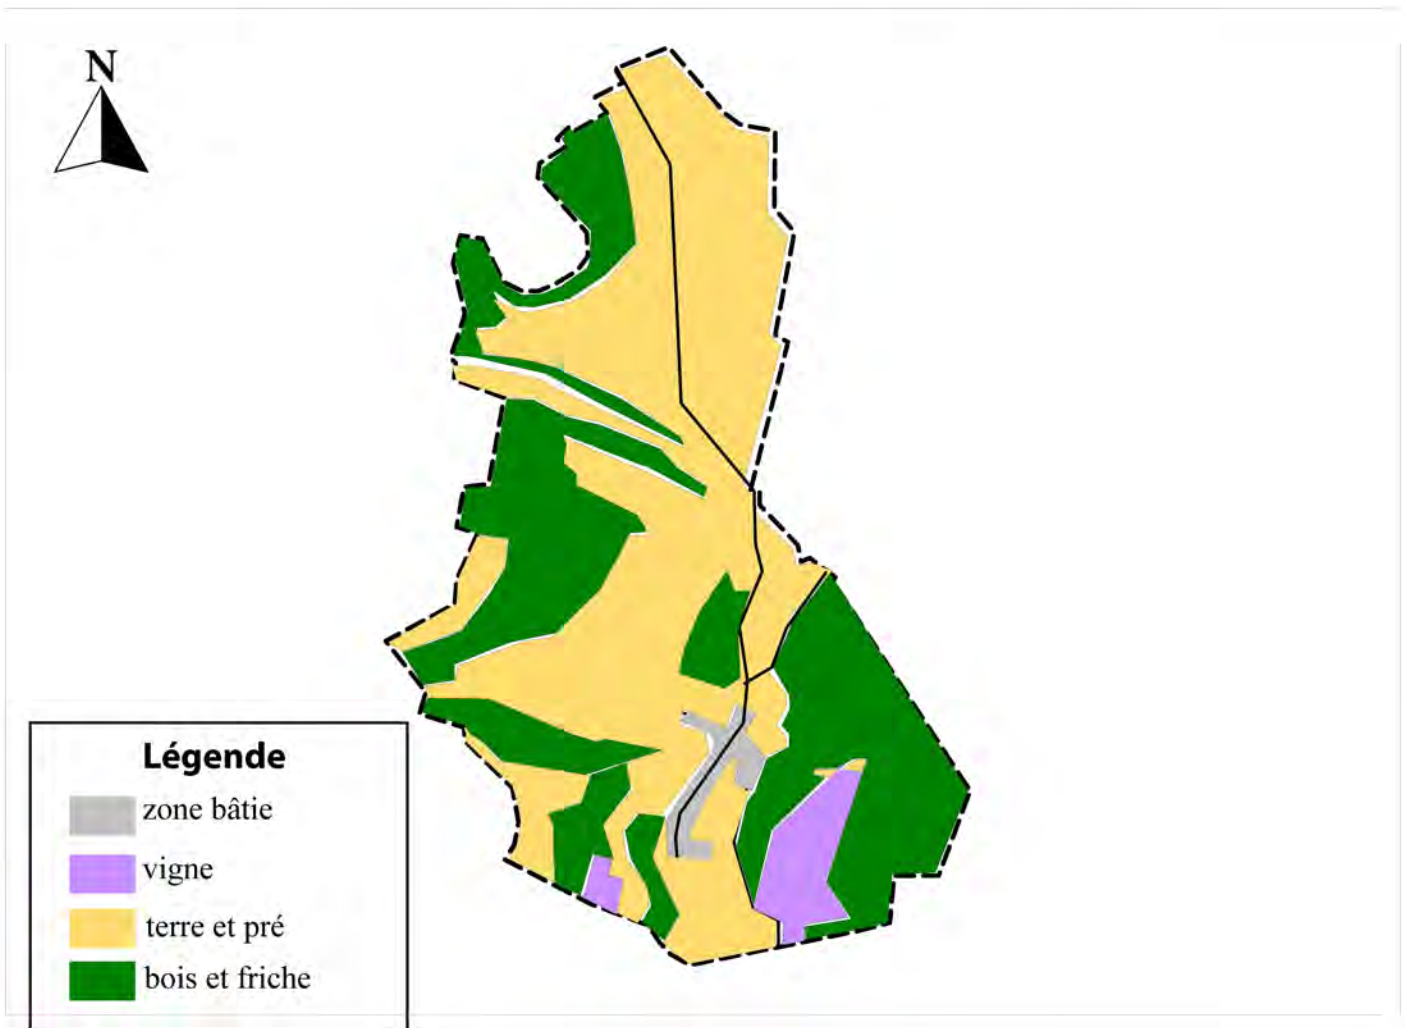 N
Légende
zone bâtie
vigne
terre et pré
bois et friche